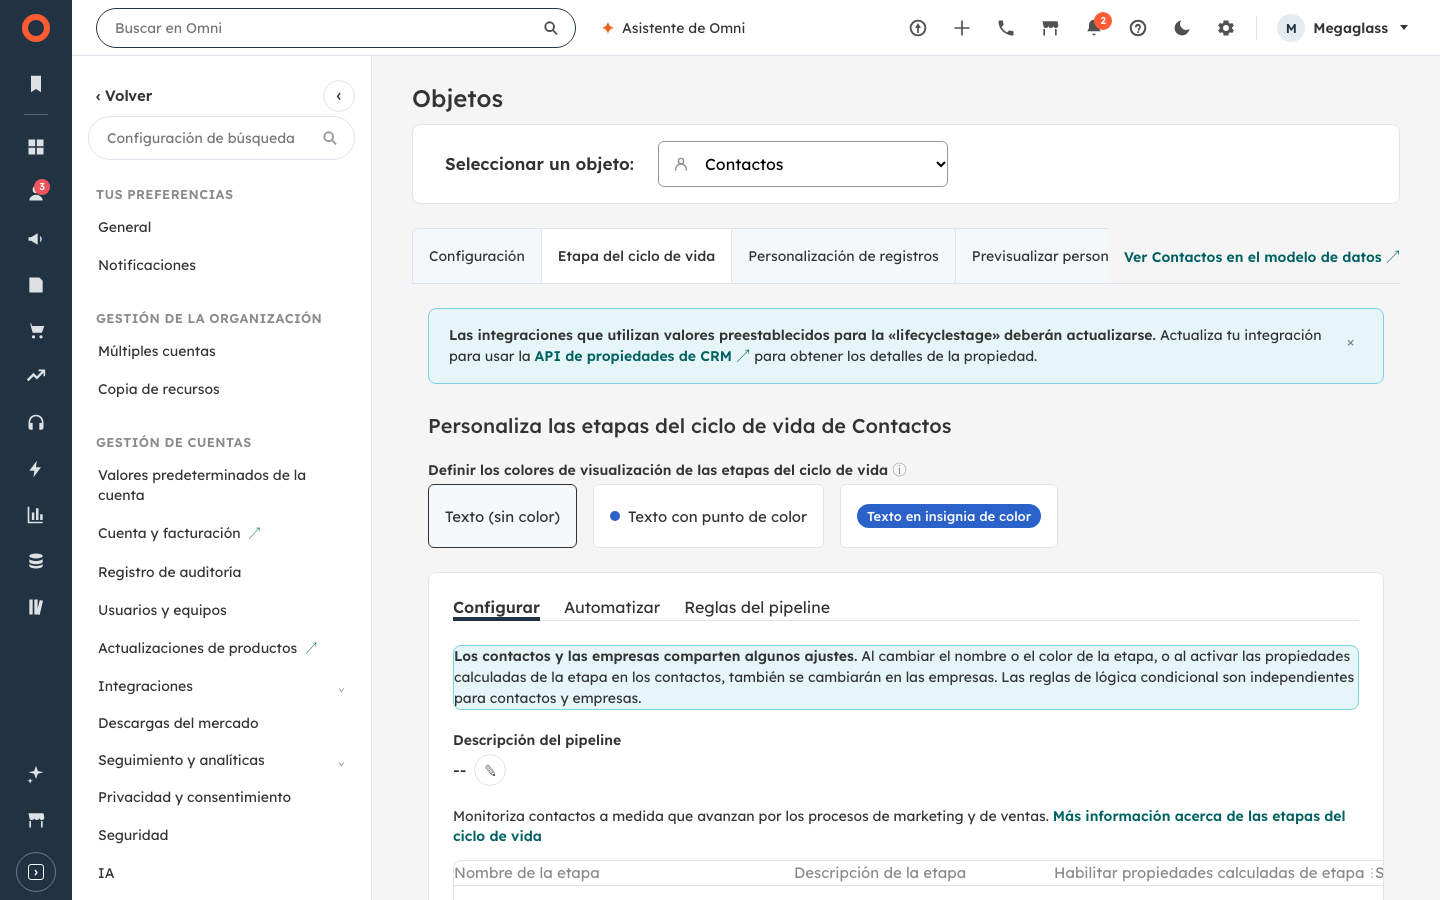 Buscar en Omni
Asistente de Omni
2
M
Megaglass
3
‹ Volver
‹
Configuración de búsqueda
TUS PREFERENCIAS
General
Notificaciones
GESTIÓN DE LA ORGANIZACIÓN
Múltiples cuentas
Copia de recursos
GESTIÓN DE CUENTAS
Valores predeterminados de la
cuenta
Cuenta y facturación
Registro de auditoría
Usuarios y equipos
Actualizaciones de productos
Integraciones
Descargas del mercado
Seguimiento y analíticas
Privacidad y consentimiento
Seguridad
IA
Objetos
Seleccionar un objeto:
Contactos
Configuración
Etapa del ciclo de vida
Personalización de registros
Previsualizar person
Ver Contactos en el modelo de datos
Las integraciones que utilizan valores preestablecidos para la «lifecyclestage» deberán actualizarse. Actualiza tu integración
para usar la API de propiedades de CRM para obtener los detalles de la propiedad.
×
Personaliza las etapas del ciclo de vida de Contactos
Definir los colores de visualización de las etapas del ciclo de vida
Texto (sin color)
Texto con punto de color
Texto en insignia de color
Configurar
Automatizar
Reglas del pipeline
Los contactos y las empresas comparten algunos ajustes. Al cambiar el nombre o el color de la etapa, o al activar las propiedades
calculadas de la etapa en los contactos, también se cambiarán en las empresas. Las reglas de lógica condicional son independientes
para contactos y empresas.
Descripción del pipeline
--
Monitoriza contactos a medida que avanzan por los procesos de marketing y de ventas. Más información acerca de las etapas del
ciclo de vida
Nombre de la etapa
Descripción de la etapa
Habilitar propiedades calculadas de etapa
S